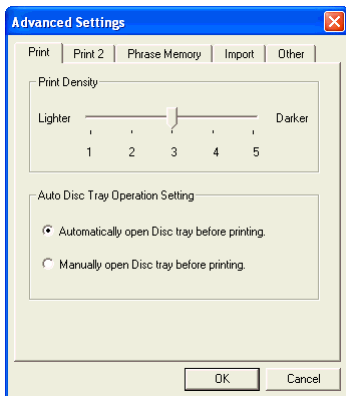 Advanced Settings
Print Print 2 Phrase Memory Import Other
Print Density
Lighter Darker
1 2 3 4 5
Auto Disc Tray Operation Setting
Automatically open Disc tray before printing.
Manually open Disc tray before printing.
OK Cancel